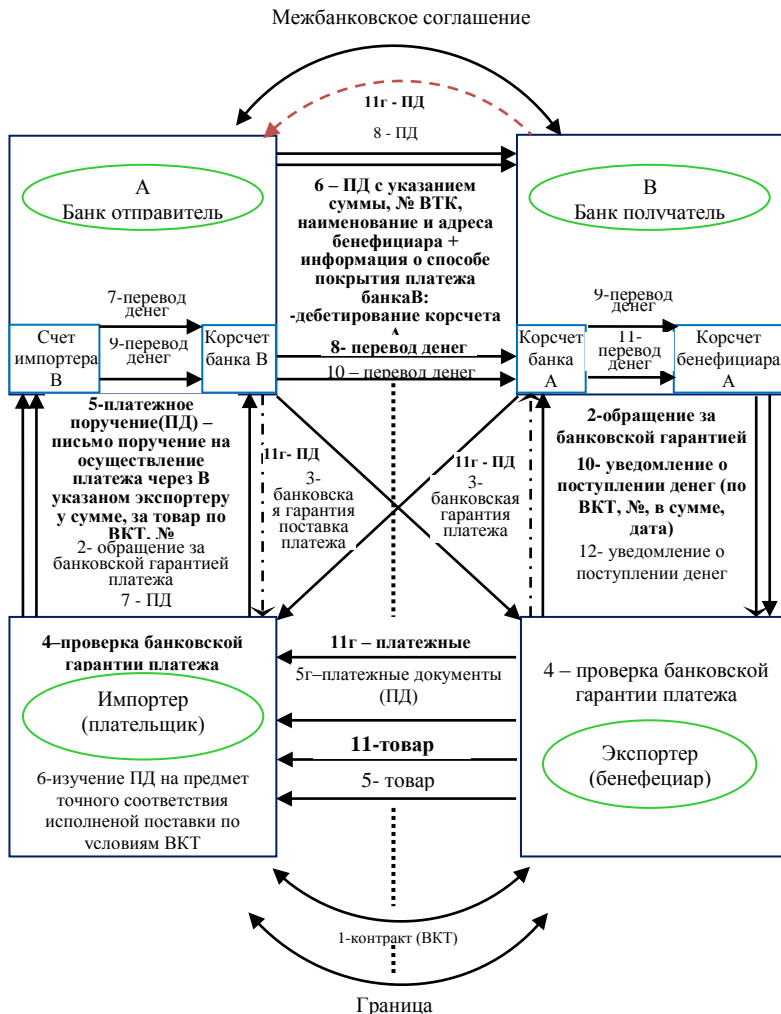 Межбанковское соглашение
11г - ПД
8 - ПД
А
Банк отправитель
6 – ПД с указанием
суммы, № ВТК,
наименование и адреса
бенефициара +
информация о способе
покрытия платежа
банкаВ:
-дебетирование корсчета
В
Банк получатель
7-перевод
денег
9-перевод
денег
Счет
импортера
В
Корсчет
банка В
8- перевод денег
10 – перевод денег
9-перевод
денег
11-
перевод
денег
Корсчет
банка
А
Корсчет
бенефициара
А
5-платежное
поручение(ПД) –
письмо поручение на
осуществление
платежа через В
указаном экспортеру
у сумме, за товар по
ВКТ, №
2- обращение за
банковской гарантией
платежа
7 - ПД
11г- ПД
3-
банковска
я гарантия
поставка
платежа
11г - ПД
3-
банковская
гарантия
платежа
2-обращение за
банковской гарантией
10- уведомление о
поступлении денег (по
ВКТ, №, в сумме,
дата)
12- уведомление о
поступлении денег
4–проверка банковской
гарантии платежа
Импортер
(плательщик)
6-изучение ПД на предмет
точного соответствия
исполненой поставки по
условиям ВКТ
11г – платежные
5г–платежные документы
(ПД)
11-товар
5- товар
4 – проверка банковской
гарантии платежа
Экспортер
(бенефециар)
1-контракт (ВКТ)
Граница